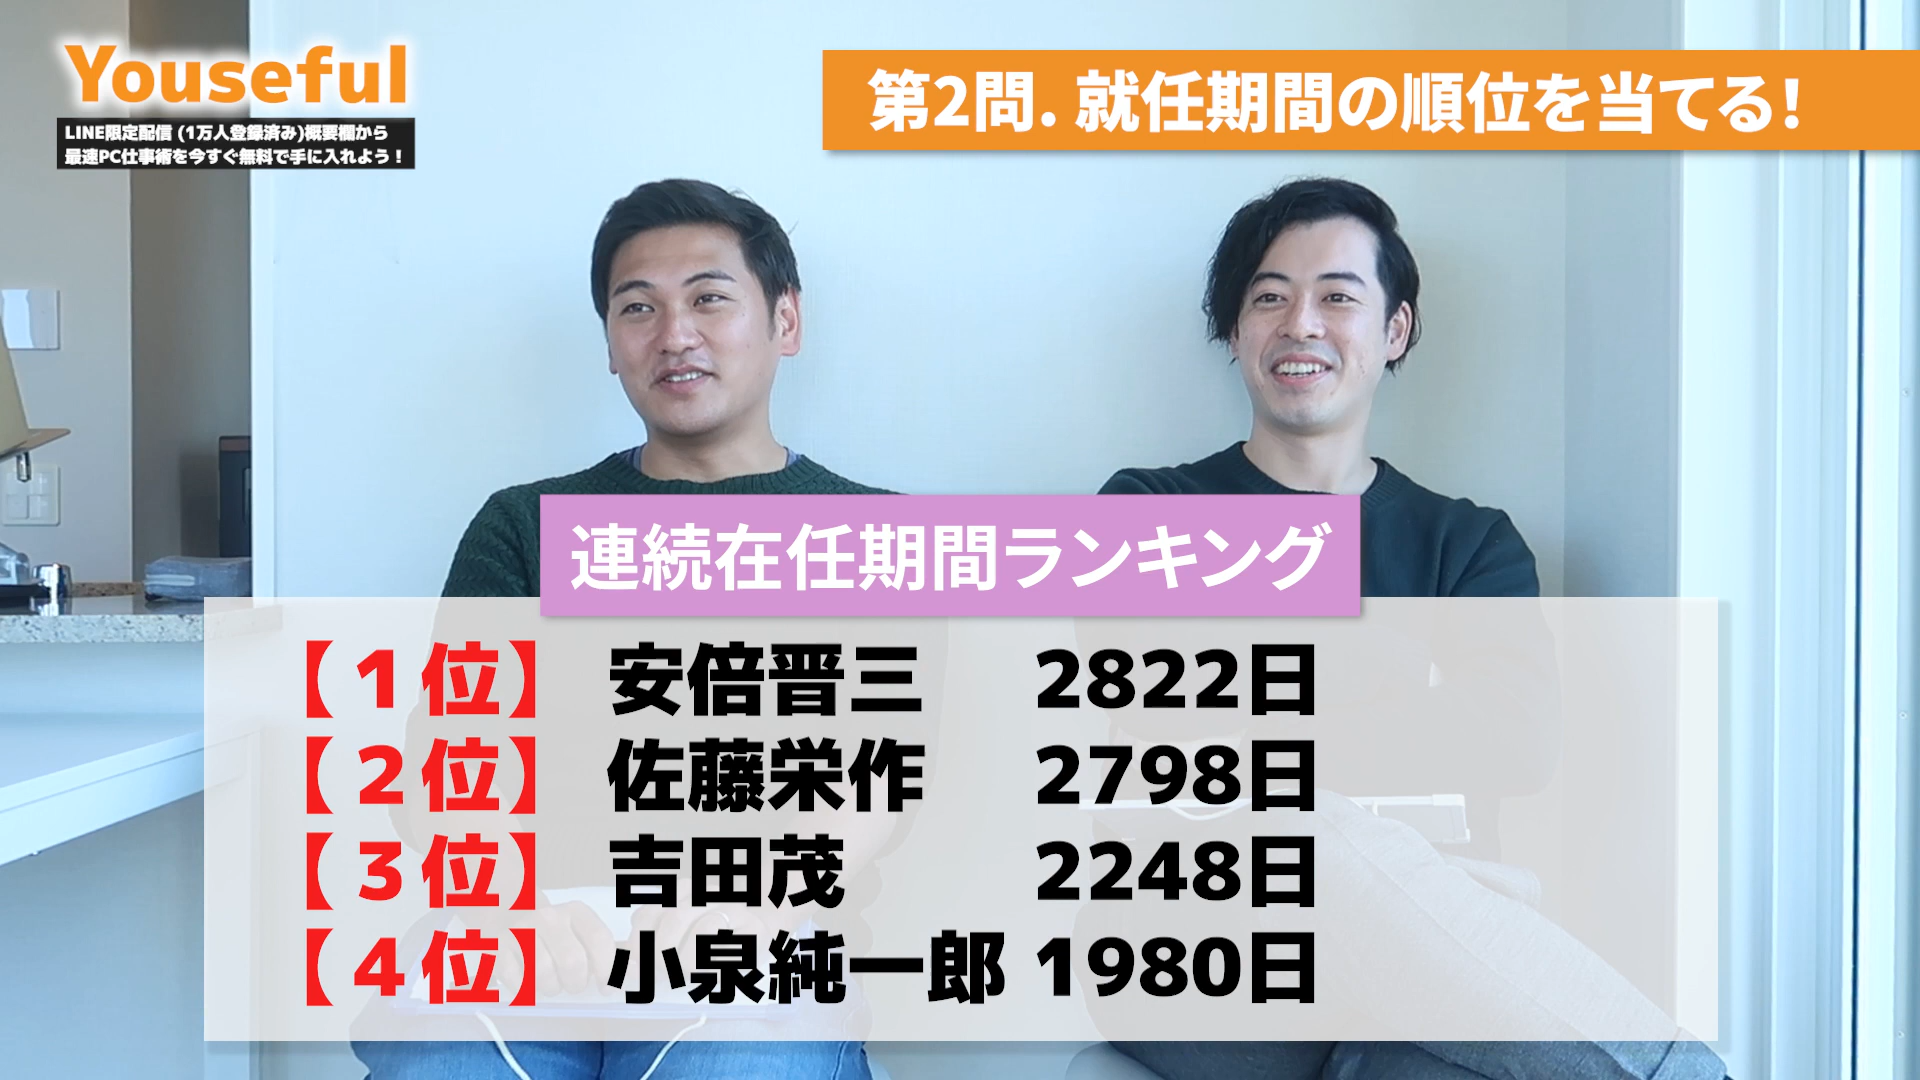 Youseful
LINE限定配信 (1万人登録済み)概要欄から
最速PC仕事術を今すぐ無料で手に入れよう！
第2問. 就任期間の順位を当てる!
連続在任期間ランキング
【１位】 安倍晋三 2822日
【２位】 佐藤栄作 2798日
【３位】 吉田茂 2248日
【４位】 小泉純一郎 1980日